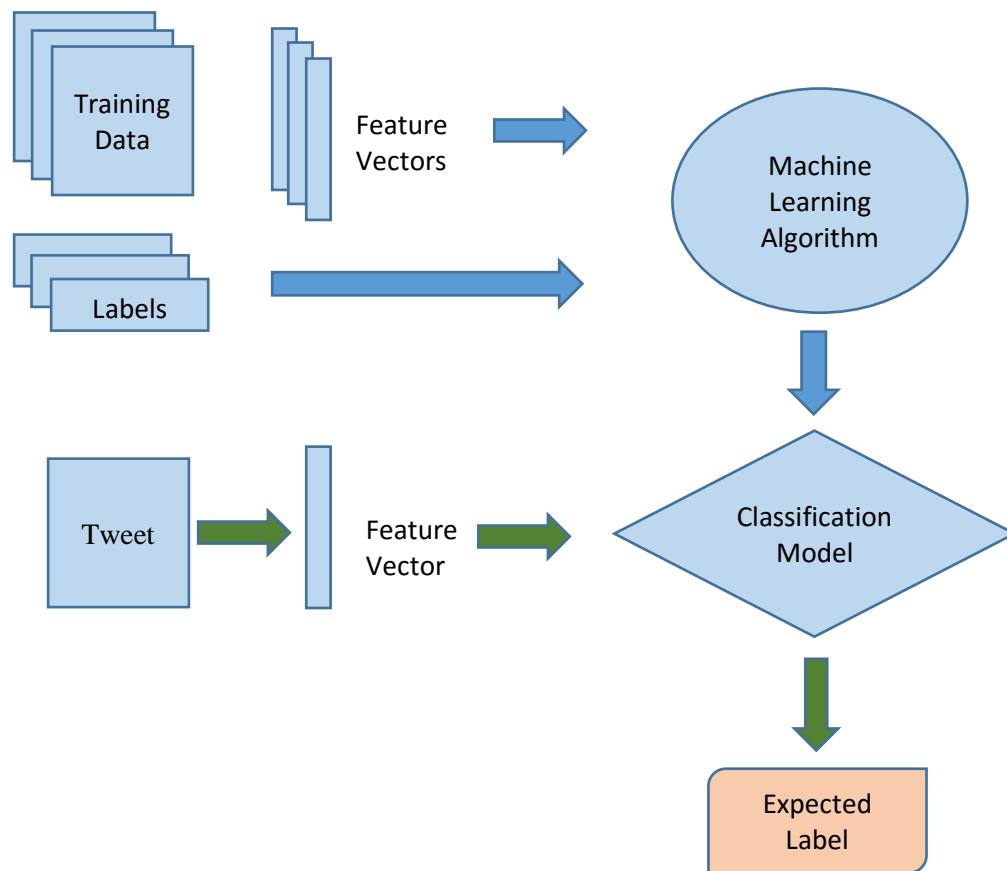 Training
Data
Feature
Vectors
Machine
Learning
Algorithm
Labels
Tweet
Feature
Vector
Classification
Model
Expected
Label